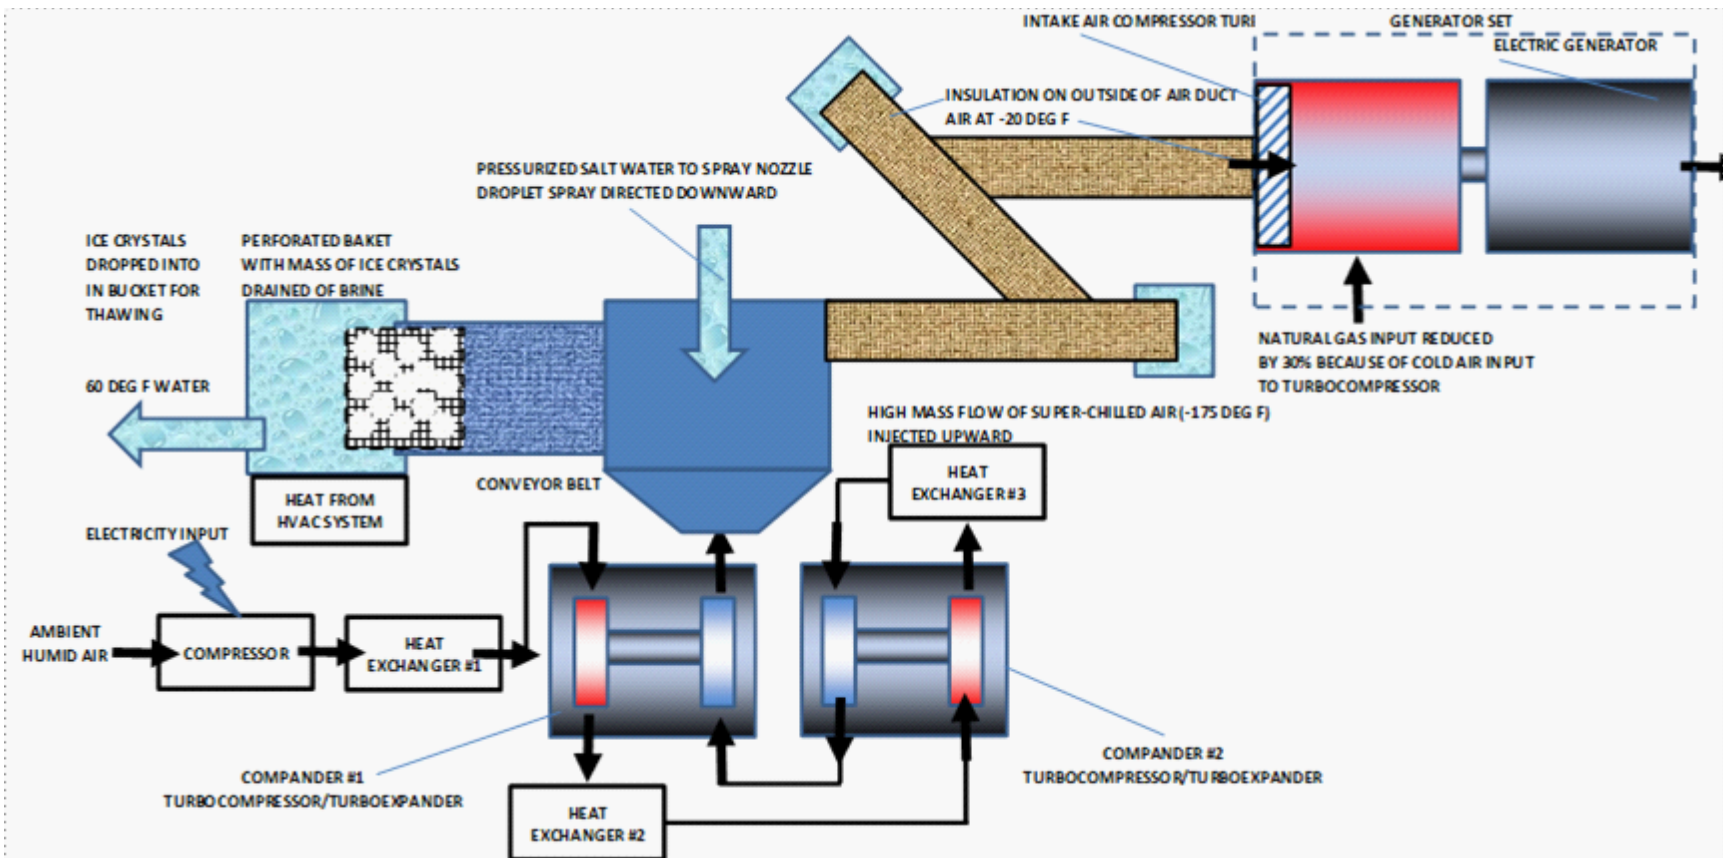 INTAKE AIR COMPRESSOR TURI
GENERATOR SET
ELECTRIC GENERATOR
INSULATION ON OUTSIDE OF AIR DUCT
AIR AT -20 DEG F
PRESSURIZED SALT WATER TO SPRAY NOZZLE
DROPLET SPRAY DIRECTED DOWNWARD
ICE CRYSTALS
DROPPED INTO
IN BUCKET FOR
THAWING
PERFORATED BAKET
WITH MASS OF ICE CRYSTALS
DRAINED OF BRINE
60 DEG F WATER
NATURAL GAS INPUT REDUCED
BY 30% BECAUSE OF COLD AIR INPUT
TO TURBOCOMPRESSOR
HIGH MASS FLOW OF SUPER-CHILLED AIR (-175 DEG F)
INJECTED UPWARD
CONVEYOR BELT
HEAT FROM
HVAC SYSTEM
HEAT
EXCHANGER #3
ELECTRICITY INPUT
AMBIENT
HUMID AIR
COMPRESSOR
HEAT
EXCHANGER #1
COMPANDER #1
TURBOCOMPRESSOR/TURBOEXPANDER
HEAT
EXCHANGER #2
COMPANDER #2
TURBOCOMPRESSOR/TURBOEXPANDER